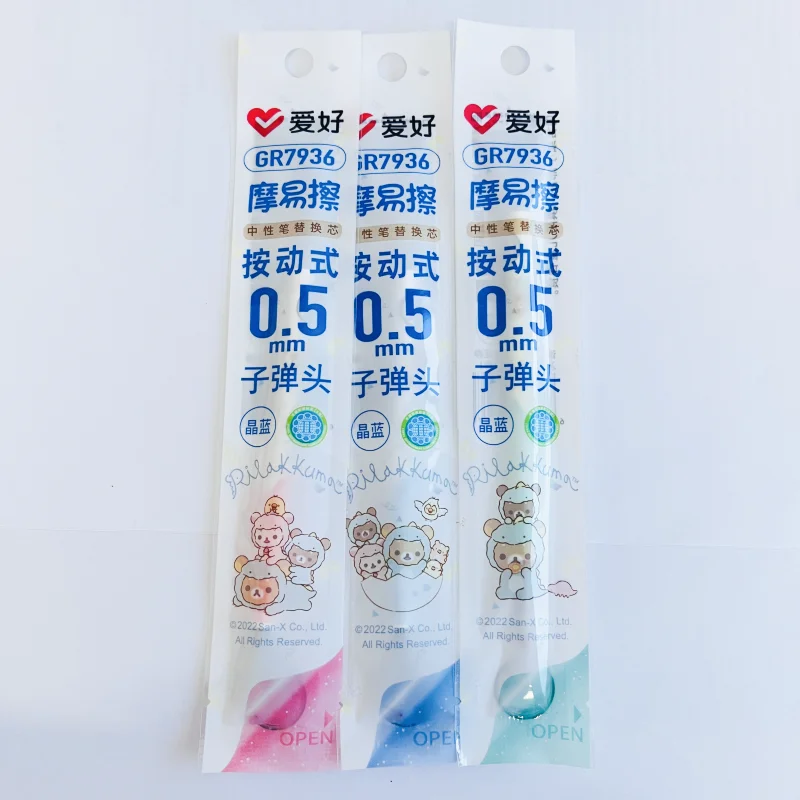 爱好
GR7936
摩易擦
中性笔替换芯
按动式
0.5
mm
子弹头
晶蓝
Rilakkuma
©2022 San-X Co., Ltd.
All Rights Reserved.
OPEN
爱好
GR7936
摩易擦
性笔替换芯
按动式
0.5
mm
子弹头
晶蓝
Rilakkuma
©2022 San-X Co., Ltd.
All Rights Reserved.
OPEN
爱好
GR7936
摩易擦
中性笔替换芯
按动式
0.5
mm
子弹头
晶蓝
Rilakkuma
©2022 San-X Co., Ltd.
All Rights Reserved.
OPEN